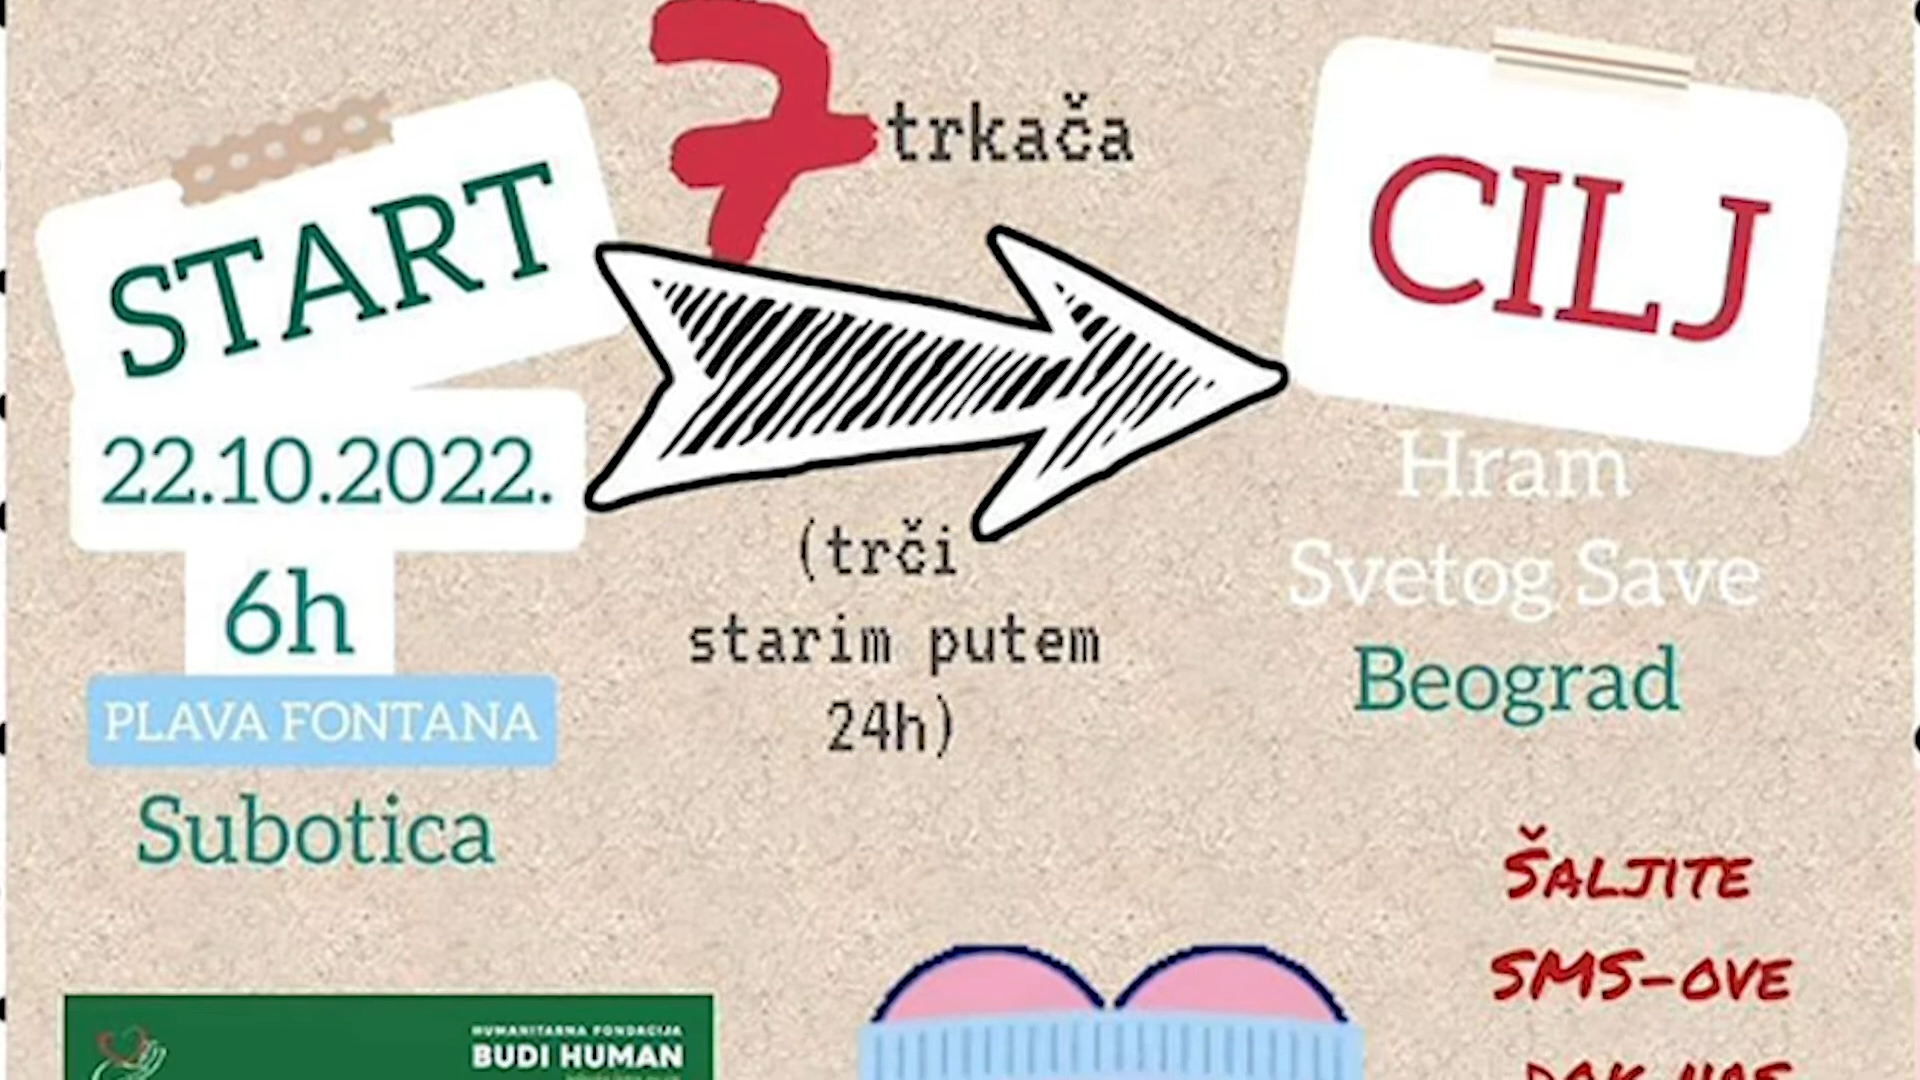 7 trkača
START
22.10.2022.
6h
PLAVA FONTANA
Subotica
(trči
starim putem
24h)
CILJ
Hram
Svetog Save
Beograd
ŠALJITE
SMS-OVE
HUMANITARNA FONDACIJA
BUDI HUMAN